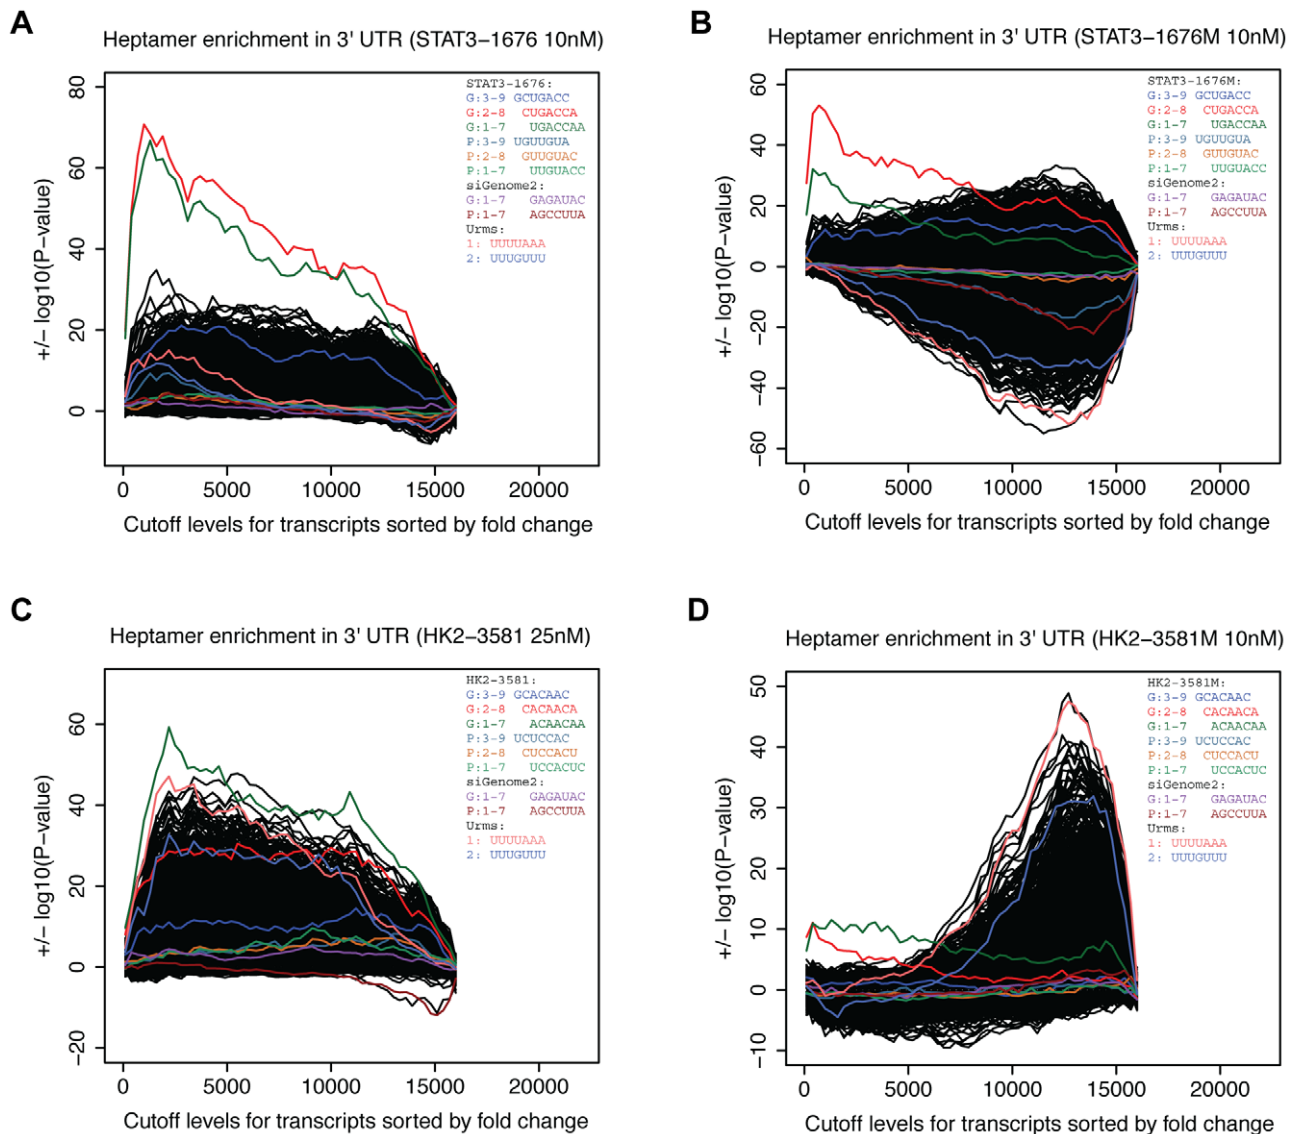 A
Heptamer enrichment in 3' UTR (STAT3−1676 10nM)
+/− log10(P−value)
80
60
40
20
0
STAT3-1676:
G:3-9 GCUGACC
G:2-8 CUGACCA
G:1-7 UGACCAA
P:3-9 UGUUGUA
P:2-8 GUUGUAC
P:1-7 UUGUACC
siGenome2:
G:1-7 GAGAUAC
P:1-7 AGCCUUA
Urms:
1: UUUUAAA
2: UUUGUUU
0 5000 10000 15000 20000
Cutoff levels for transcripts sorted by fold change
B
Heptamer enrichment in 3' UTR (STAT3−1676M 10nM)
+/− log10(P−value)
60
40
20
0
−20
−40
−60
STAT3-1676M:
G:3-9 GCUGACC
G:2-8 CUGACCA
G:1-7 UGACCAA
P:3-9 UGUUGUA
P:2-8 GUUGUAC
P:1-7 UUGUACC
siGenome2:
G:1-7 GAGAUAC
P:1-7 AGCCUUA
Urms:
1: UUUUAAA
2: UUUGUUU
0 5000 10000 15000 20000
Cutoff levels for transcripts sorted by fold change
C
Heptamer enrichment in 3' UTR (HK2−3581 25nM)
+/− log10(P−value)
60
40
20
0
−20
HK2-3581:
G:3-9 GCACAAC
G:2-8 CACAACA
G:1-7 ACAACAA
P:3-9 UCUCCAC
P:2-8 CUCCACU
P:1-7 UCCACUC
siGenome2:
G:1-7 GAGAUAC
P:1-7 AGCCUUA
Urms:
1: UUUUAAA
2: UUUGUUU
0 5000 10000 15000 20000
Cutoff levels for transcripts sorted by fold change
D
Heptamer enrichment in 3' UTR (HK2−3581M 10nM)
+/− log10(P−value)
50
40
30
20
10
0
−10
HK2-3581M:
G:3-9 GCACAAC
G:2-8 CACAACA
G:1-7 ACAACAA
P:3-9 UCUCCAC
P:2-8 CUCCACU
P:1-7 UCCACUC
siGenome2:
G:1-7 GAGAUAC
P:1-7 AGCCUUA
Urms:
1: UUUUAAA
2: UUUGUUU
0 5000 10000 15000 20000
Cutoff levels for transcripts sorted by fold change